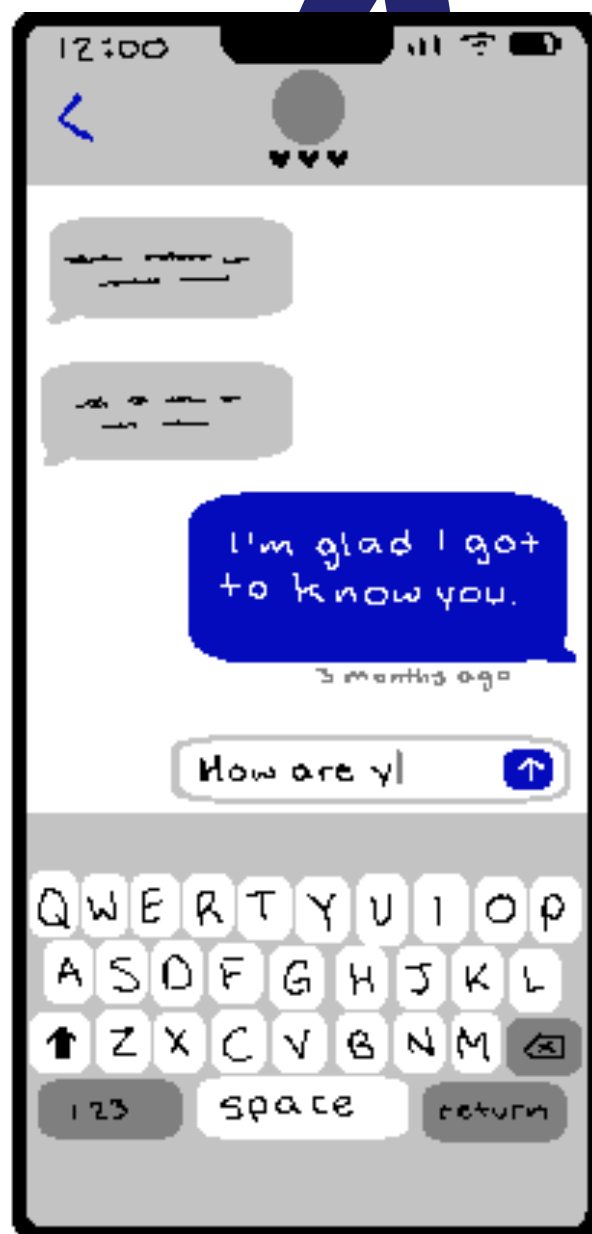 12:00
I'm glad I got
to know you.
3 months ago
How are y
Q W E R T Y U I O P
A S D F G H J K L
Z X C V B N M
123 space return